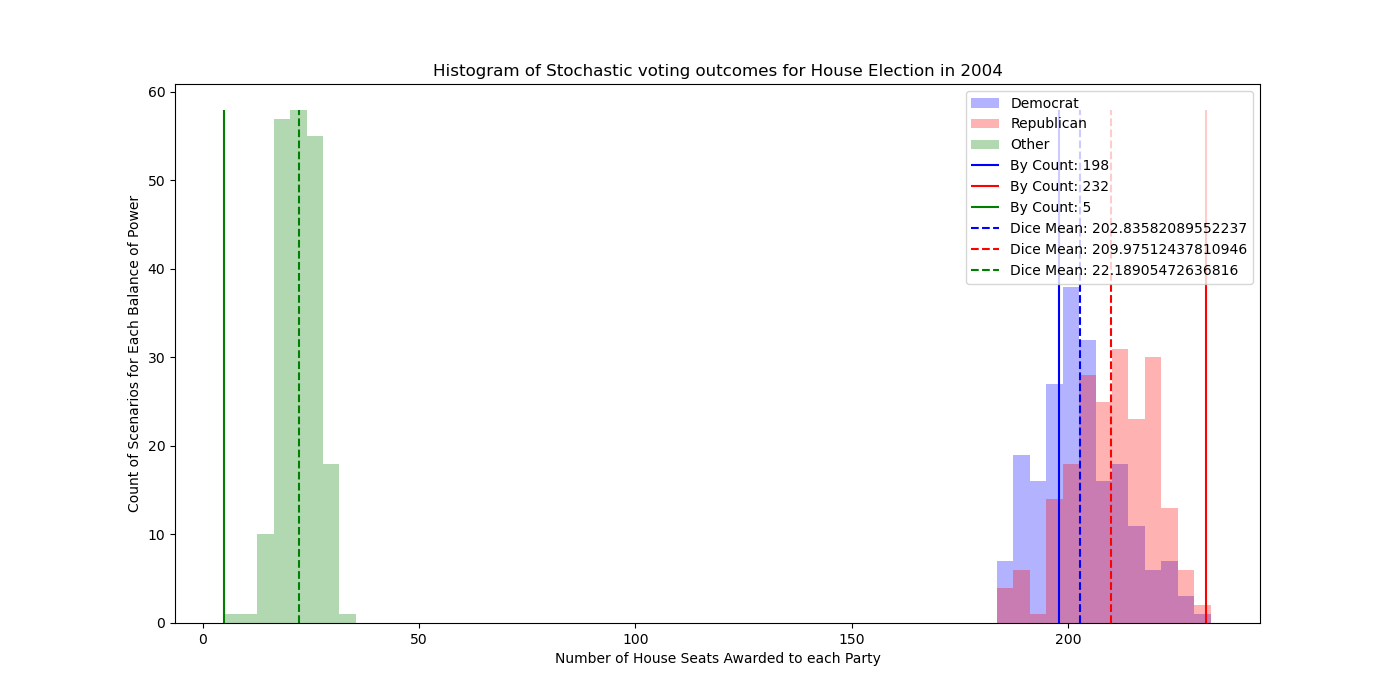 Histogram of Stochastic voting outcomes for House Election in 2004
60
50
40
30
20
10
0
Count of Scenarios for Each Balance of Power
Democrat
Republican
Other
By Count: 198
By Count: 232
By Count: 5
Dice Mean: 202.83582089552237
Dice Mean: 209.97512437810946
Dice Mean: 22.18905472636816
0 50 100 150 200
Number of House Seats Awarded to each Party